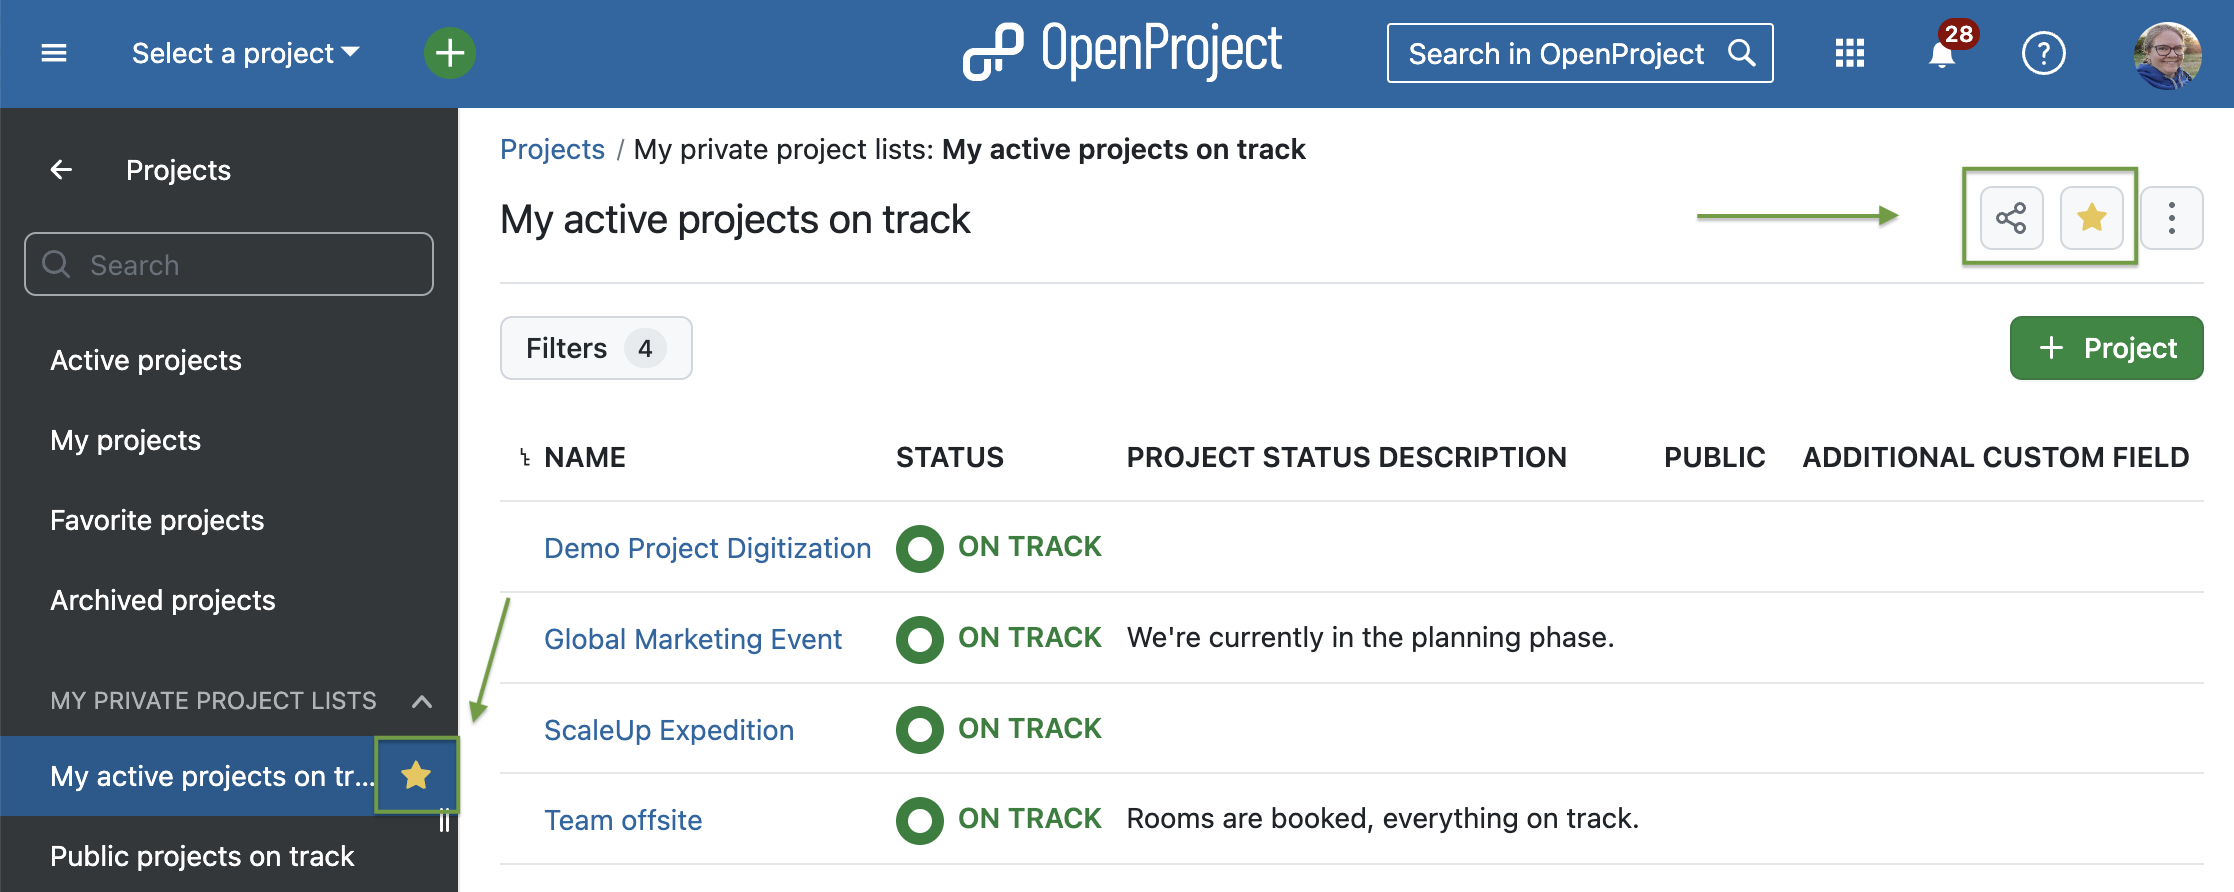 Select a project
OpenProject
Search in OpenProject
28
?
Projects
Search
Active projects
My projects
Favorite projects
Archived projects
MY PRIVATE PROJECT LISTS
My active projects on tr...
Public projects on track
Projects / My private project lists: My active projects on track
My active projects on track
Filters 4
+ Project
NAME STATUS PROJECT STATUS DESCRIPTION PUBLIC ADDITIONAL CUSTOM FIELD
Demo Project Digitization ON TRACK
Global Marketing Event ON TRACK We're currently in the planning phase.
ScaleUp Expedition ON TRACK
Team offsite ON TRACK Rooms are booked, everything on track.